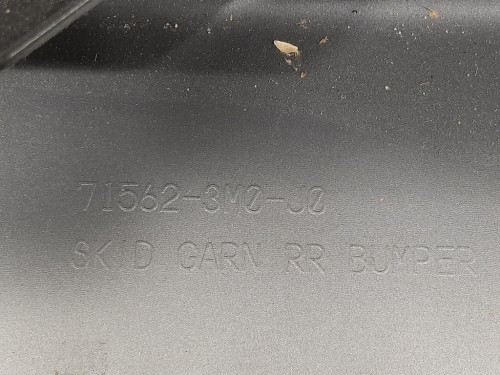 71562-3M0-J0
SKID GARN RR BUMPER